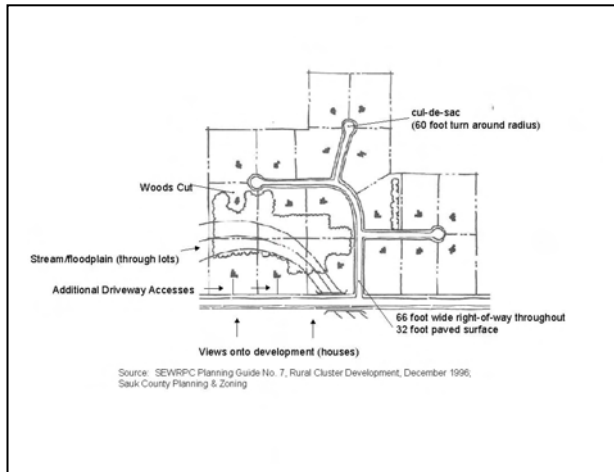 cul-de-sac
(60 foot turn around radius)
Woods Cut
Stream/floodplain (through lots)
Additional Driveway Accesses
66 foot wide right-of-way throughout
32 foot paved surface
Views onto development (houses)
Source: SEWRPC Planning Guide No. 7, Rural Cluster Development, December 1996;
Sauk County Planning & Zoning